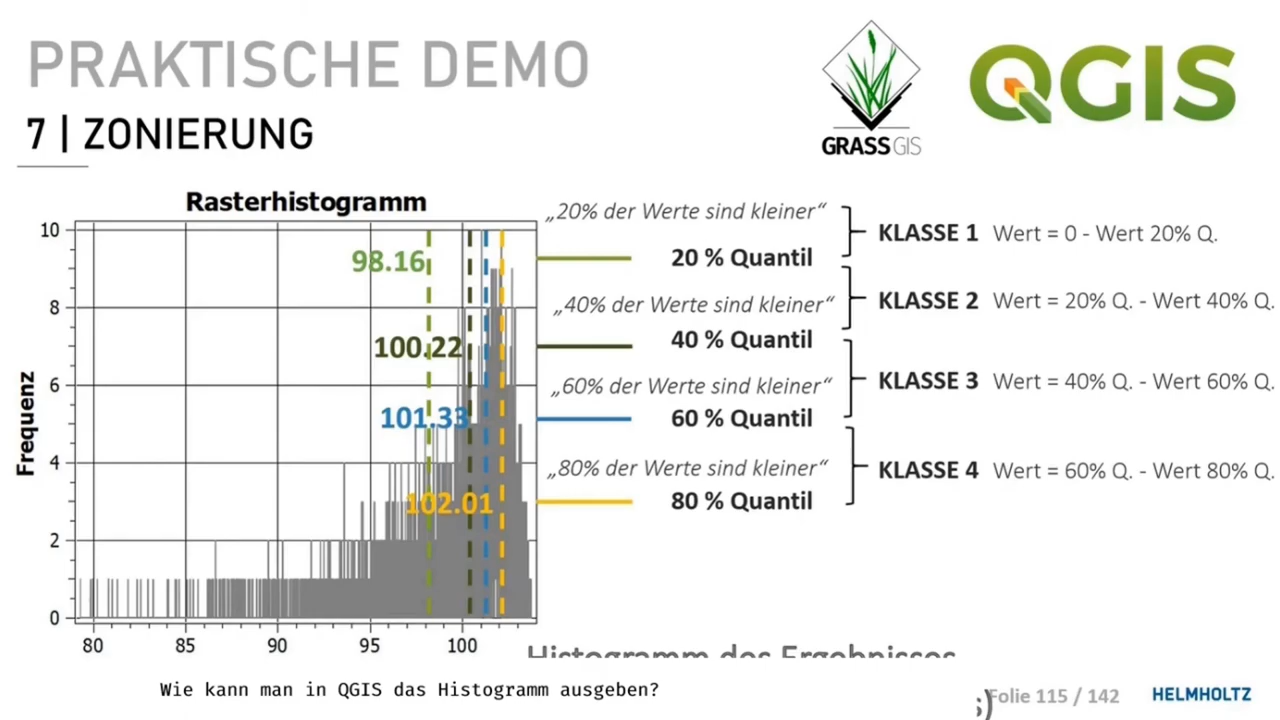 PRAKTISCHE DEMO
7 | ZONIERUNG
GRASS GIS
QGIS
Rasterhistogramm
Frequenz
10
8
6
4
2
0
80
85
90
95
100
98.16
100.22
101.33
102.01
„20% der Werte sind kleiner“
20 % Quantil
„40% der Werte sind kleiner“
40 % Quantil
„60% der Werte sind kleiner“
60 % Quantil
„80% der Werte sind kleiner“
80 % Quantil
KLASSE 1 Wert = 0 - Wert 20% Q.
KLASSE 2 Wert = 20% Q. - Wert 40% Q.
KLASSE 3 Wert = 40% Q. - Wert 60% Q.
KLASSE 4 Wert = 60% Q. - Wert 80% Q.
Histogramm des Ergebnisses
Wie kann man in QGIS das Histogramm ausgeben?
s)
Folie 115 / 142
HELMHOLTZ